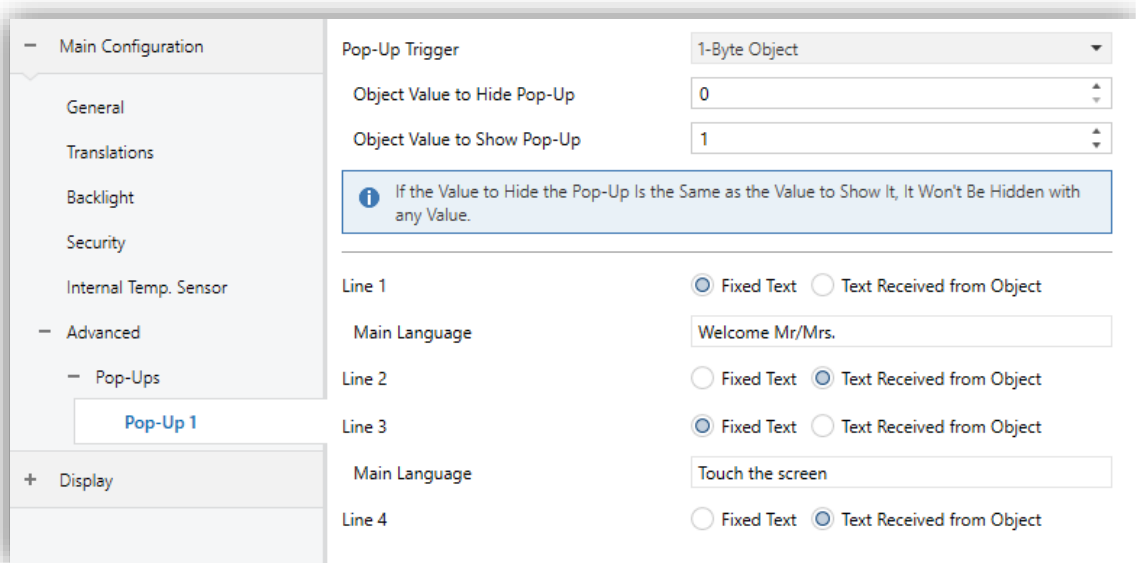 Main Configuration
General
Translations
Backlight
Security
Internal Temp. Sensor
Advanced
Pop-Ups
Pop-Up 1
Display
Pop-Up Trigger
1-Byte Object
Object Value to Hide Pop-Up
0
Object Value to Show Pop-Up
1
If the Value to Hide the Pop-Up Is the Same as the Value to Show It, It Won't Be Hidden with
any Value.
Line 1
Fixed Text
Text Received from Object
Main Language
Welcome Mr/Mrs.
Line 2
Fixed Text
Text Received from Object
Line 3
Fixed Text
Text Received from Object
Main Language
Touch the screen
Line 4
Fixed Text
Text Received from Object